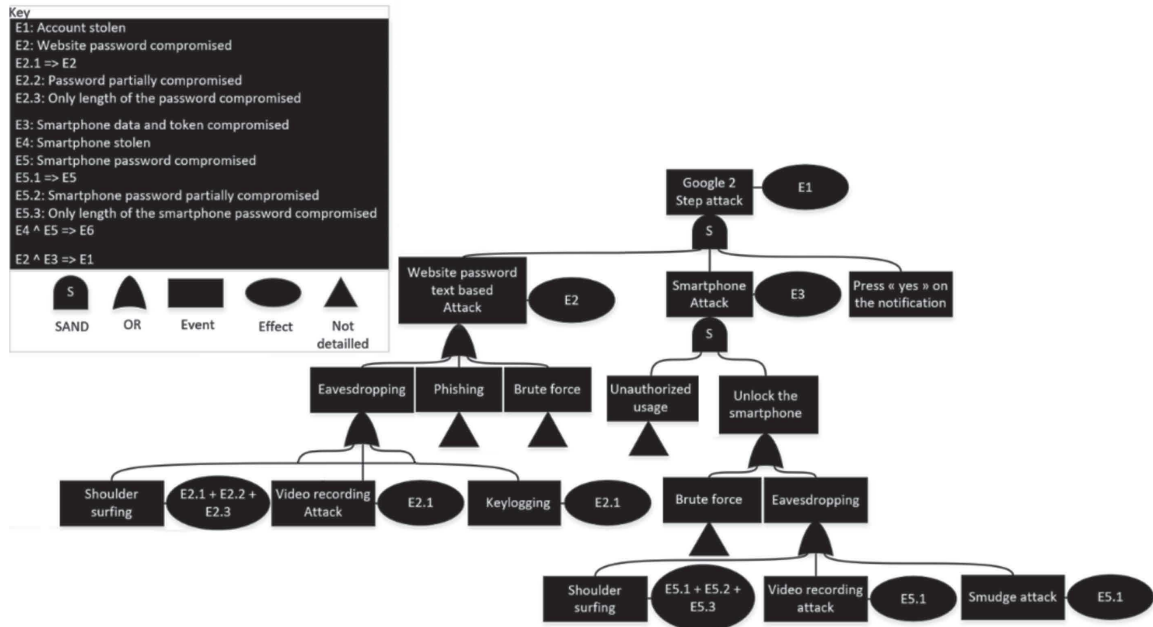 Key
E1: Account stolen
E2: Website password compromised
E2.1 => E2
E2.2: Password partially compromised
E2.3: Only length of the password compromised
E3: Smartphone data and token compromised
E4: Smartphone stolen
E5: Smartphone password compromised
E5.1 => E5
E5.2: Smartphone password partially compromised
E5.3: Only length of the smartphone password compromised
E4 ^ E5 => E6
E2 ^ E3 => E1
S
SAND
OR
Event
Effect
Not
detailled
Google 2
Step attack
E1
S
Website password
text based
Attack
E2
Smartphone
Attack
E3
Press « yes » on
the notification
S
Eavesdropping
Phishing
Brute force
Unauthorized
usage
Unlock the
smartphone
Shoulder
surfing
E2.1 + E2.2 +
E2.3
Video recording
Attack
E2.1
Keylogging
E2.1
Brute force
Eavesdropping
Shoulder
surfing
E5.1 + E5.2 +
E5.3
Video recording
attack
E5.1
Smudge attack
E5.1